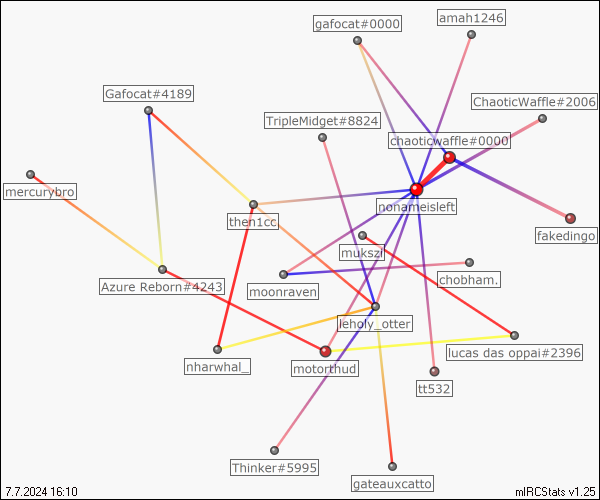 gafocat#0000
amah1246
Gafocat#4189
ChaoticWaffle#2006
TripleMidget#8824
chaoticwaffle#0000
mercurybro
nonameisleft
then1cc
fakedingo
mukszi
Azure Reborn#4243
moonraven
chobham.
leholy_otter
nharwhal_
motorthud
lucas das oppai#2396
tt532
Thinker#5995
gateauxcatto
7.7.2024 16:10
mIRCStats v1.25